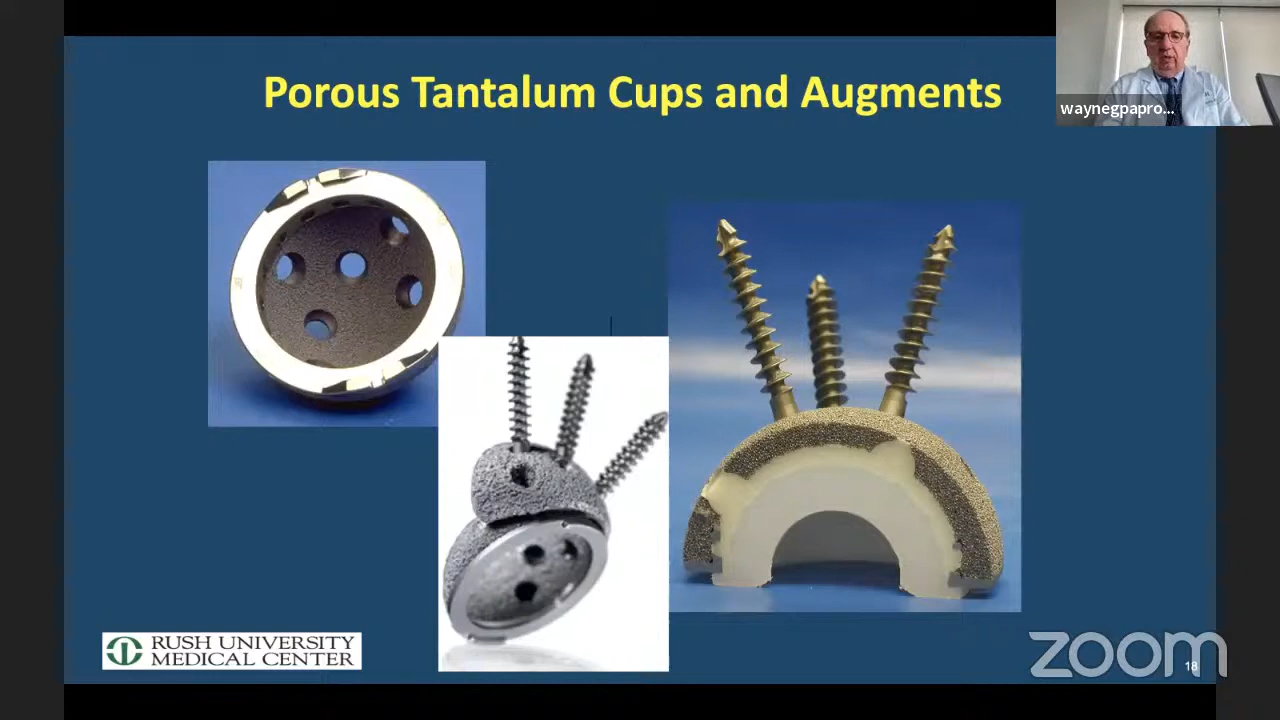 Porous Tantalum Cups and Augments
waynegpapro...
RUSH UNIVERSITY
MEDICAL CENTER
zoom
18